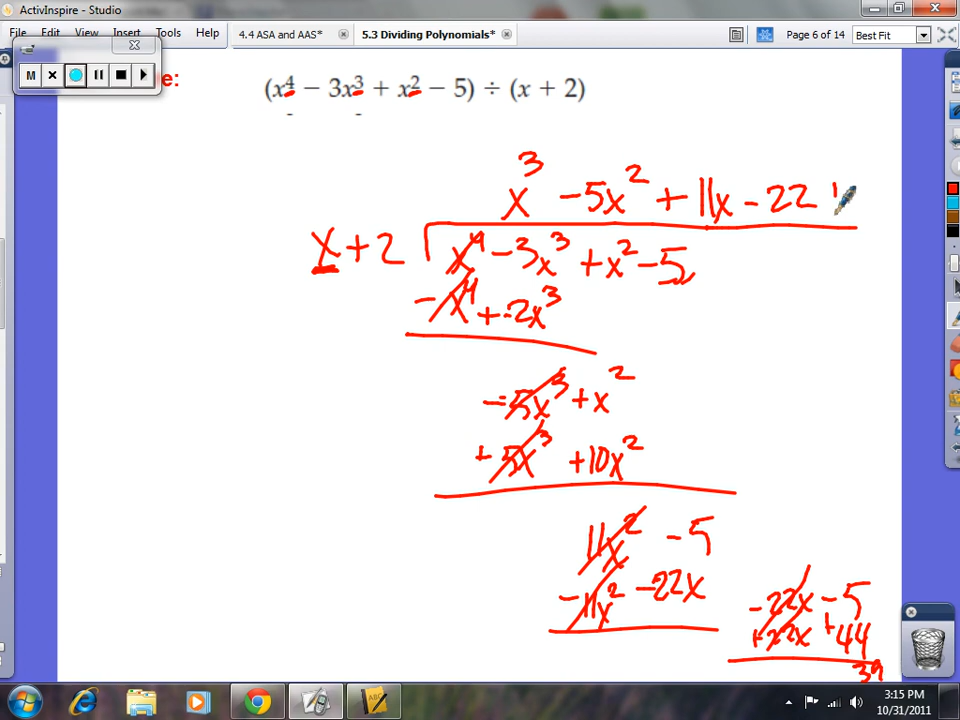 ActivInspire - Studio
File Edit View Insert Tools Help 4.4 ASA and AAS* 5.3 Dividing Polynomials* Page 6 of 14 Best Fit
M
e:
(x⁴ − 3x³ + x² − 5) ÷ (x + 2)
x³ -5x² + 11x - 22
x+2 x⁴ -3x³ +x² -5
-x⁴ + -2x³
-5x³ +x²
+5x³ +10x²
11x² -5
-11x² -22x
-22x -5
+22x +44
39
3:15 PM
10/31/2011